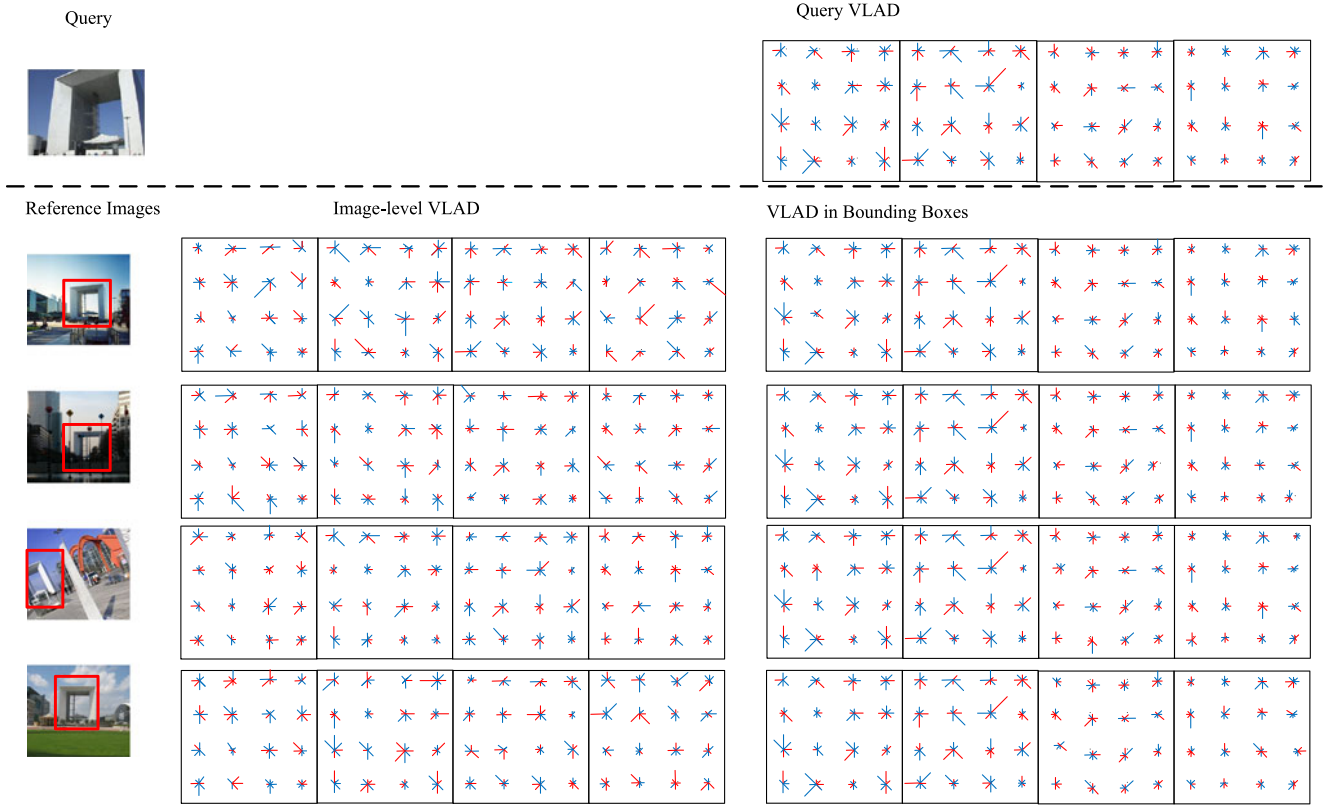 Query
Query VLAD
Reference Images
Image-level VLAD
VLAD in Bounding Boxes